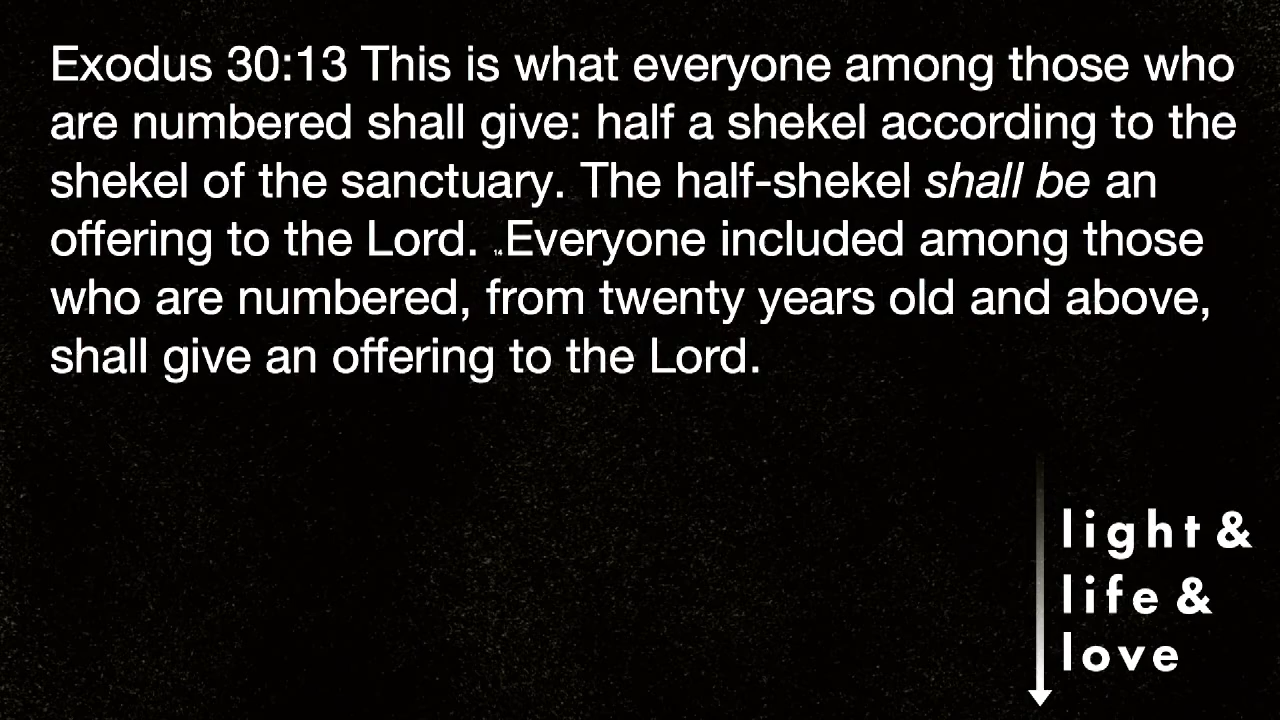 Exodus 30:13 This is what everyone among those who
are numbered shall give: half a shekel according to the
shekel of the sanctuary. The half-shekel shall be an
offering to the Lord. 14 Everyone included among those
who are numbered, from twenty years old and above,
shall give an offering to the Lord.
light &
life &
love